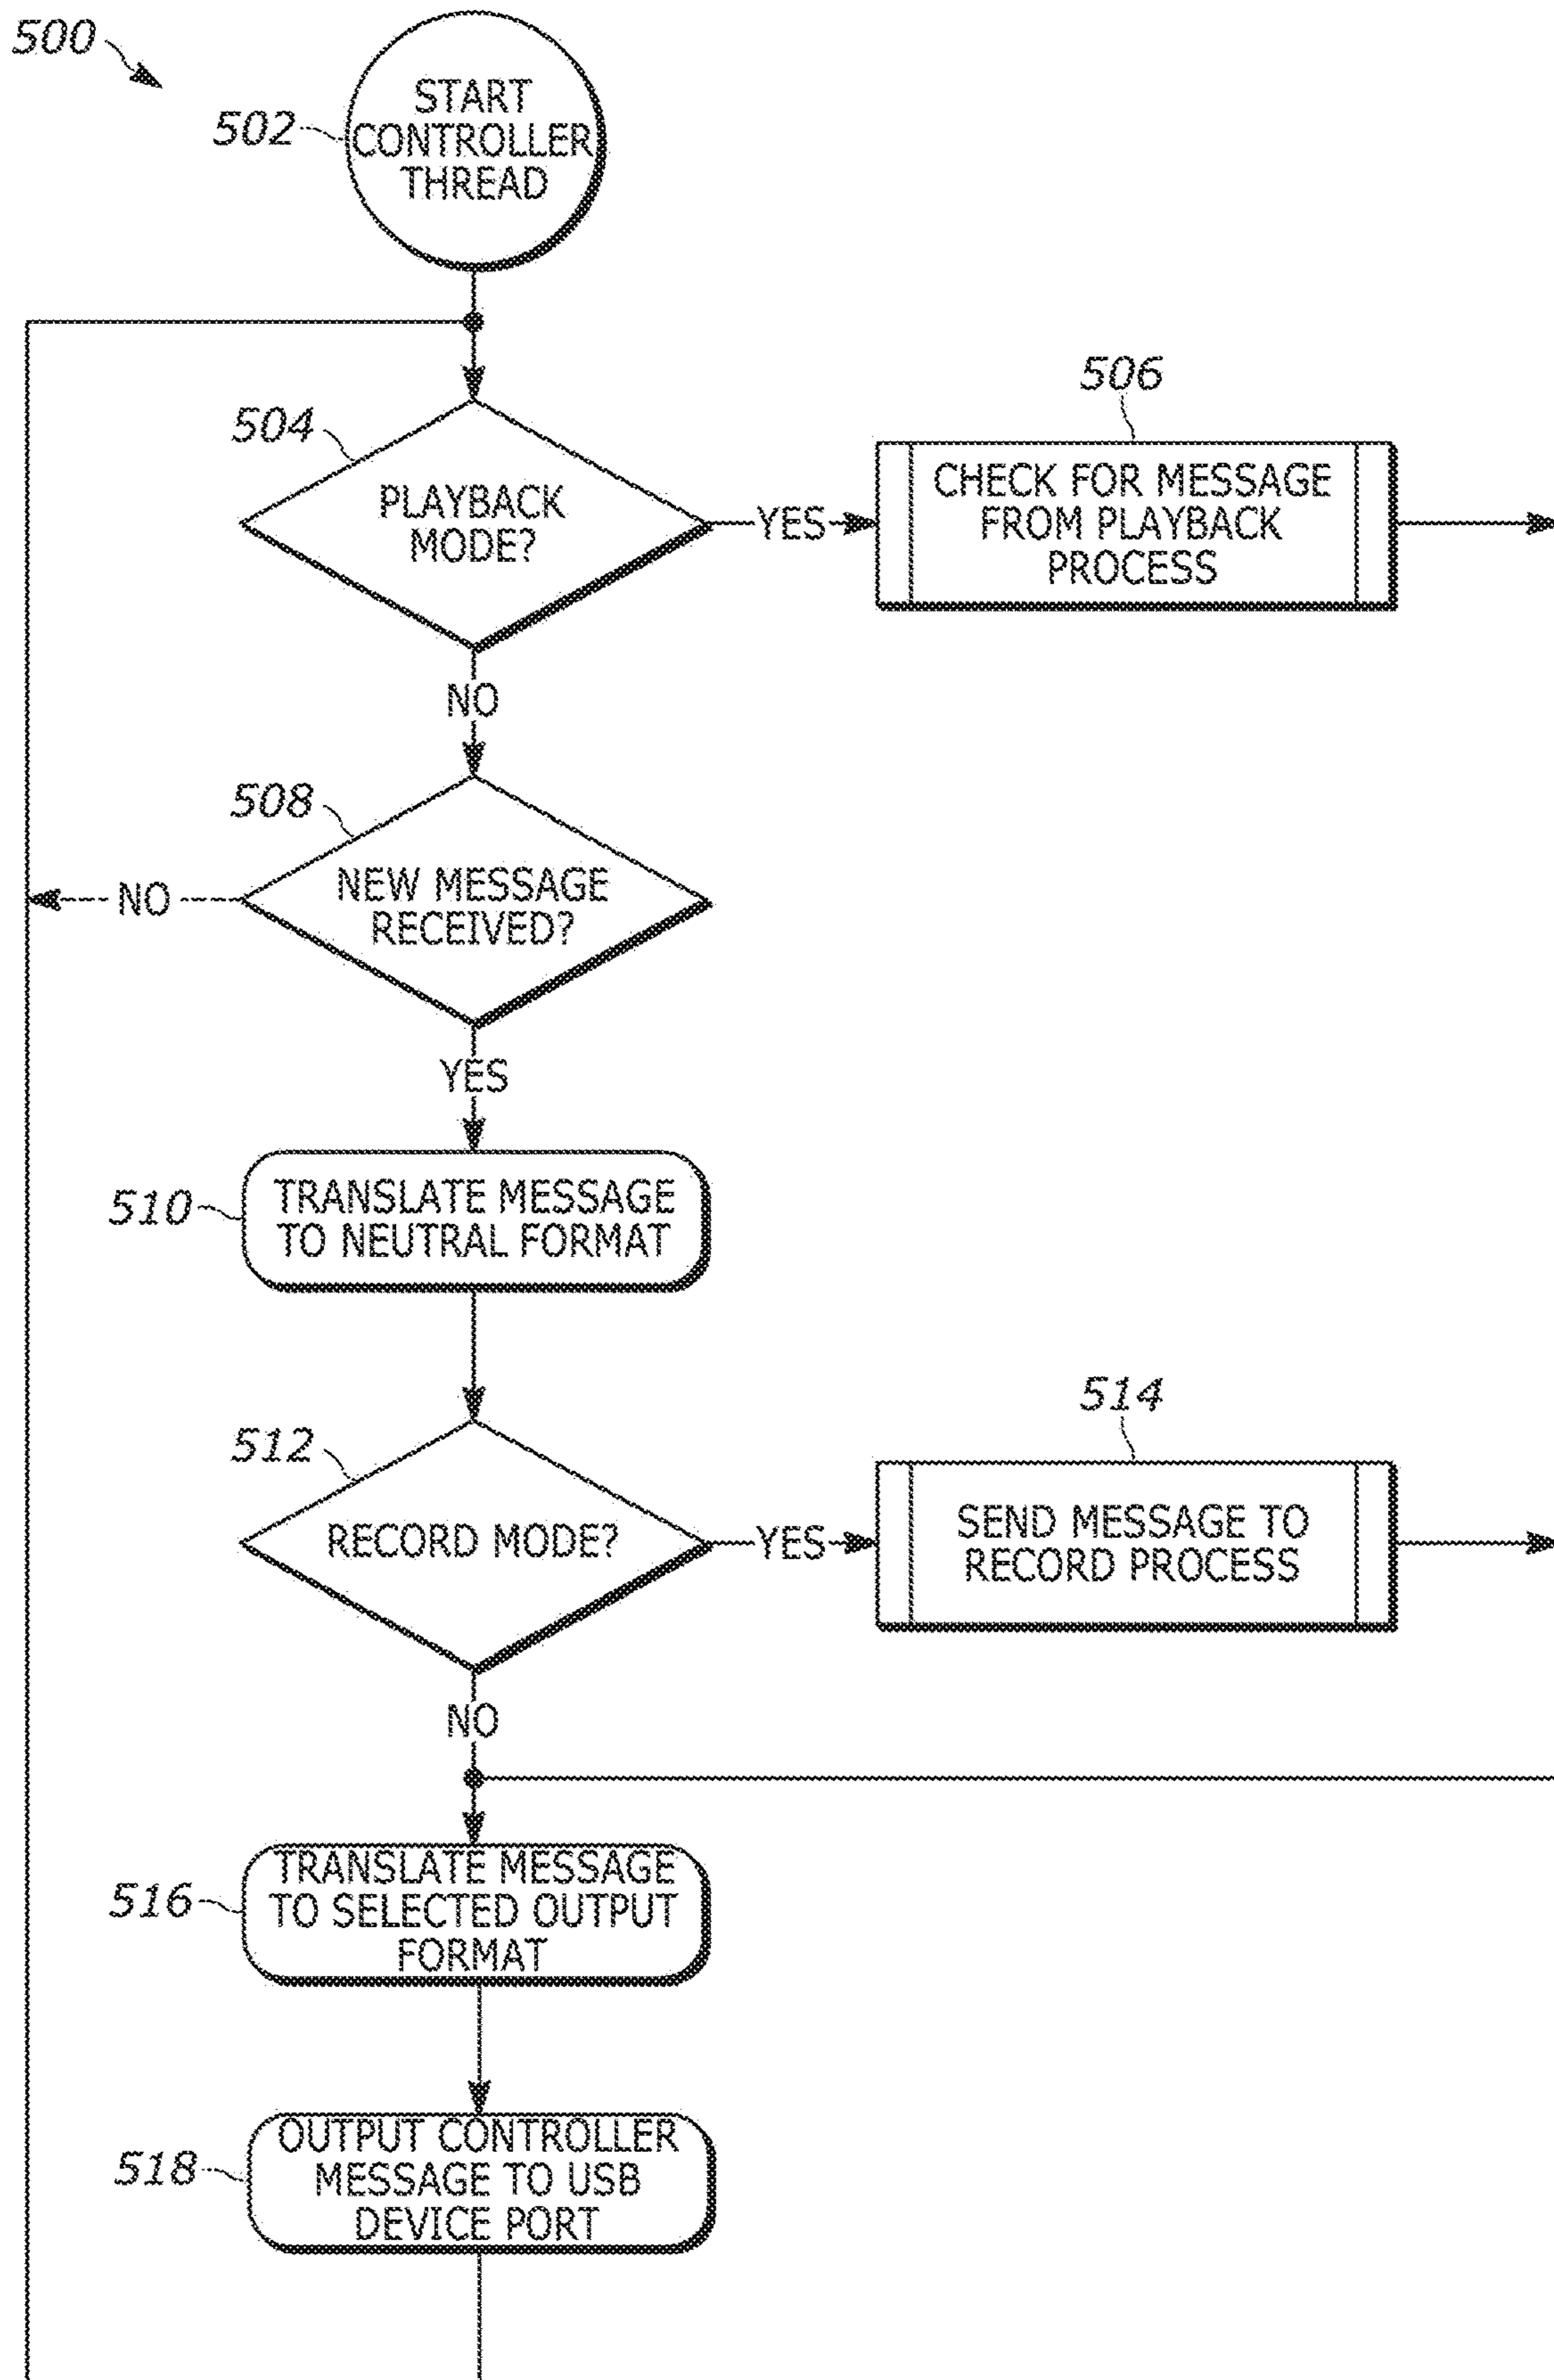 500
502
START
CONTROLLER
THREAD
504
PLAYBACK
MODE?
YES
506
CHECK FOR MESSAGE
FROM PLAYBACK
PROCESS
NO
508
NEW MESSAGE
RECEIVED?
NO
YES
510
TRANSLATE MESSAGE
TO NEUTRAL FORMAT
512
RECORD MODE?
YES
514
SEND MESSAGE TO
RECORD PROCESS
NO
516
TRANSLATE MESSAGE
TO SELECTED OUTPUT
FORMAT
518
OUTPUT CONTROLLER
MESSAGE TO USB
DEVICE PORT